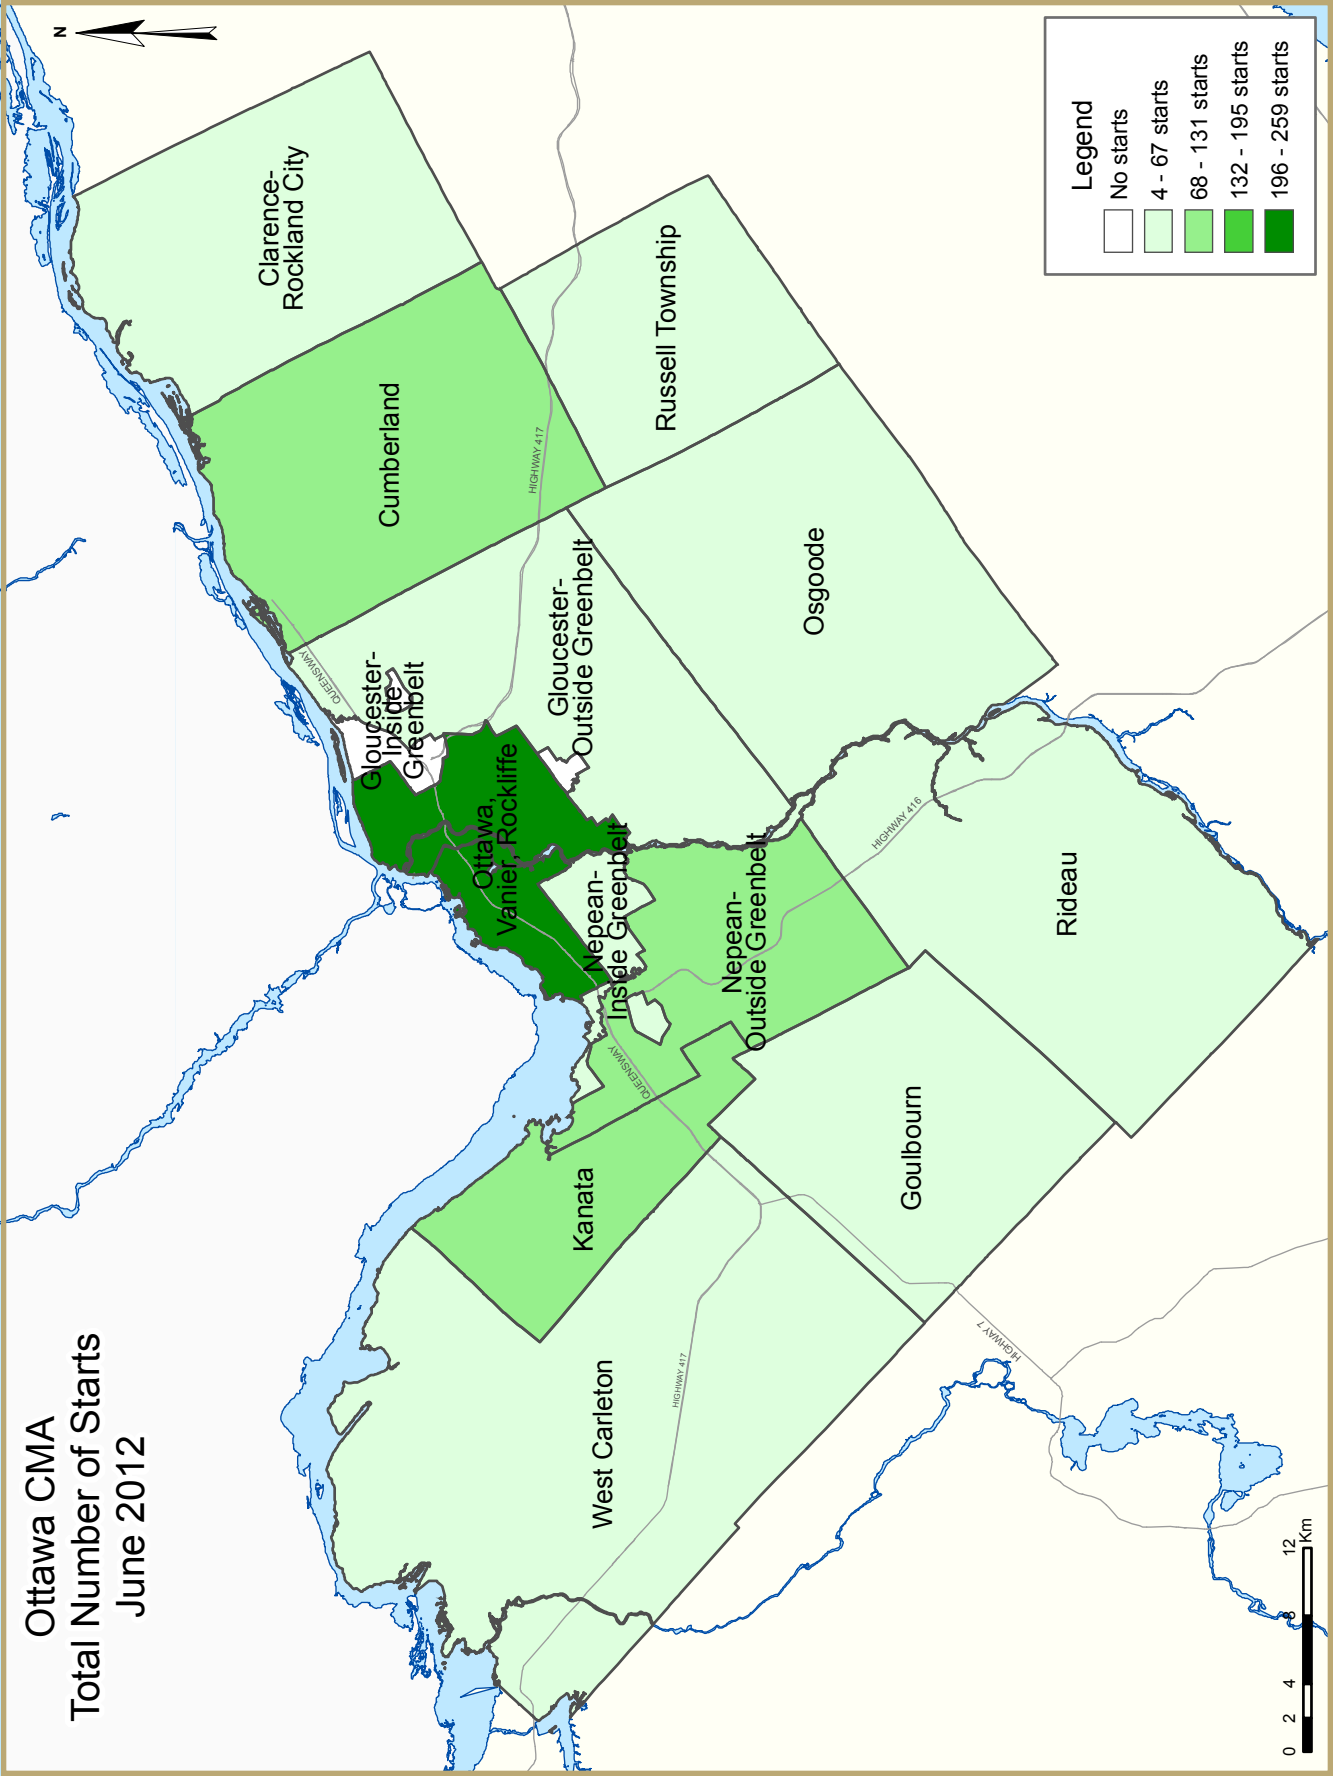 Ottawa CMA
Total Number of Starts
June 2012
N
Clarence-
Rockland City
Cumberland
Russell Township
HIGHWAY 417
QUEENSWAY
Gloucester-
Inside
Greenbelt
Gloucester-
Outside Greenbelt
Osgoode
Ottawa,
Vanier, Rockliffe
Nepean-
Inside Greenbelt
Nepean-
Outside Greenbelt
HIGHWAY 416
Rideau
QUEENSWAY
Kanata
Goulbourn
West Carleton
HIGHWAY 417
HIGHWAY 7
Legend
No starts
4 - 67 starts
68 - 131 starts
132 - 195 starts
196 - 259 starts
0 2 4 8 12
Km